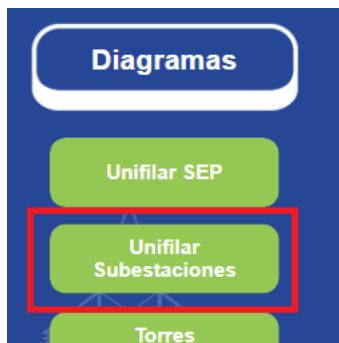 Diagramas
Unifilar SEP
Unifilar
Subestaciones
Torres